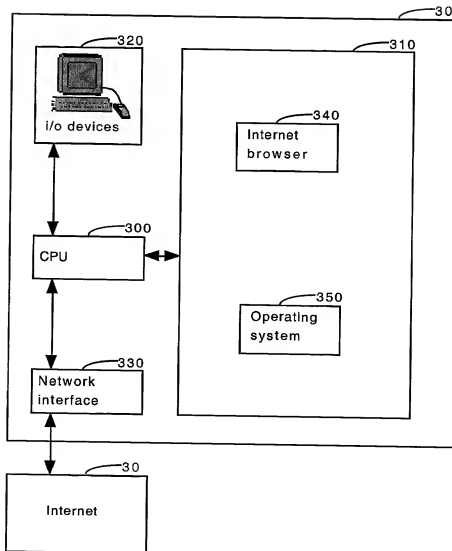 30
320
i/o devices
310
340
Internet
browser
300
CPU
350
Operating
system
330
Network
interface
30
Internet